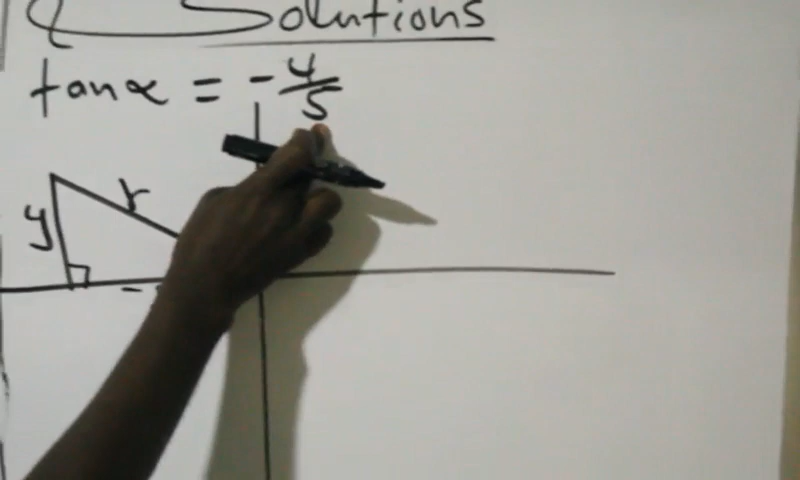 Solutions
tanα = -4/5
r
y
-